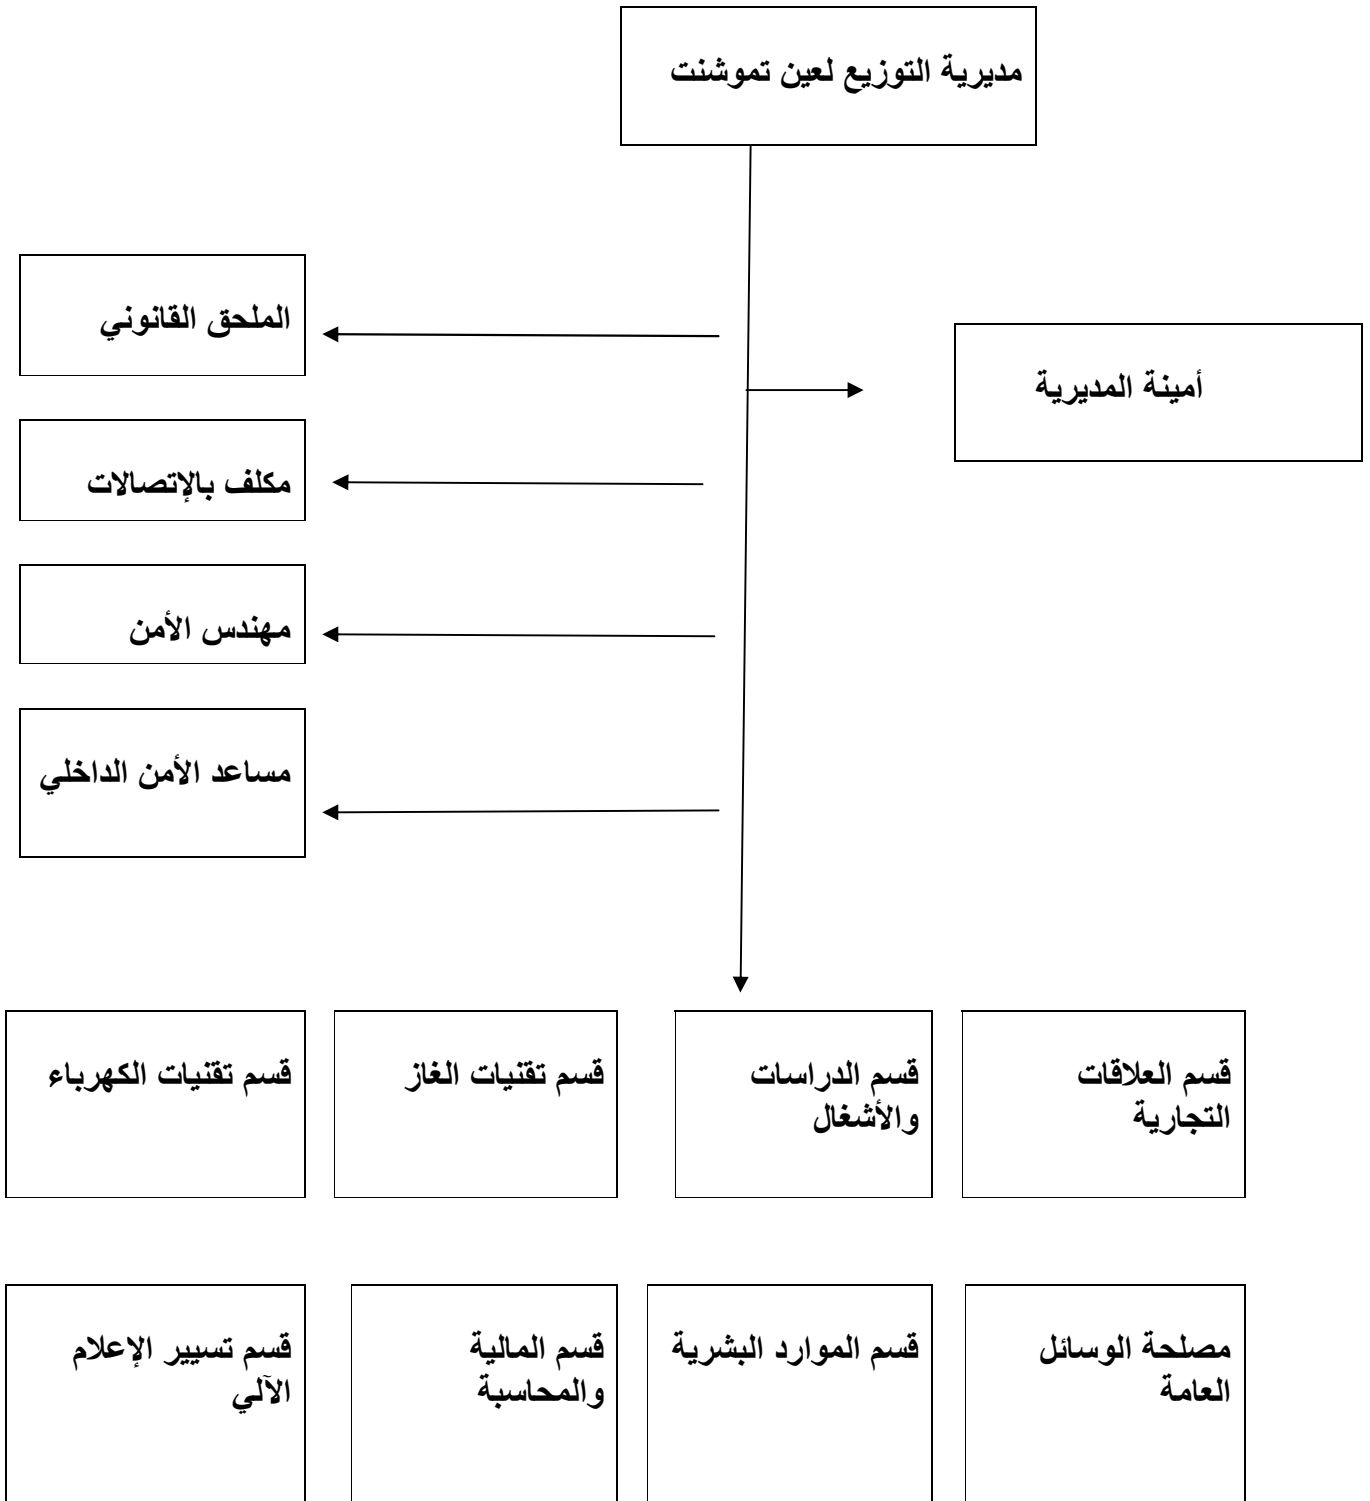 مديرية التوزيع لعين تموشنت
الملحق القانوني
أمينة المديرية
مكلف بالإتصالات
مهندس الأمن
مساعد الأمن الداخلي
قسم العلاقات
التجارية
قسم الدراسات
والأشغال
قسم تقنيات الغاز
قسم تقنيات الكهرباء
مصلحة الوسائل
العامة
قسم الموارد البشرية
قسم المالية
والمحاسبة
قسم تسيير الإعلام
الآلي